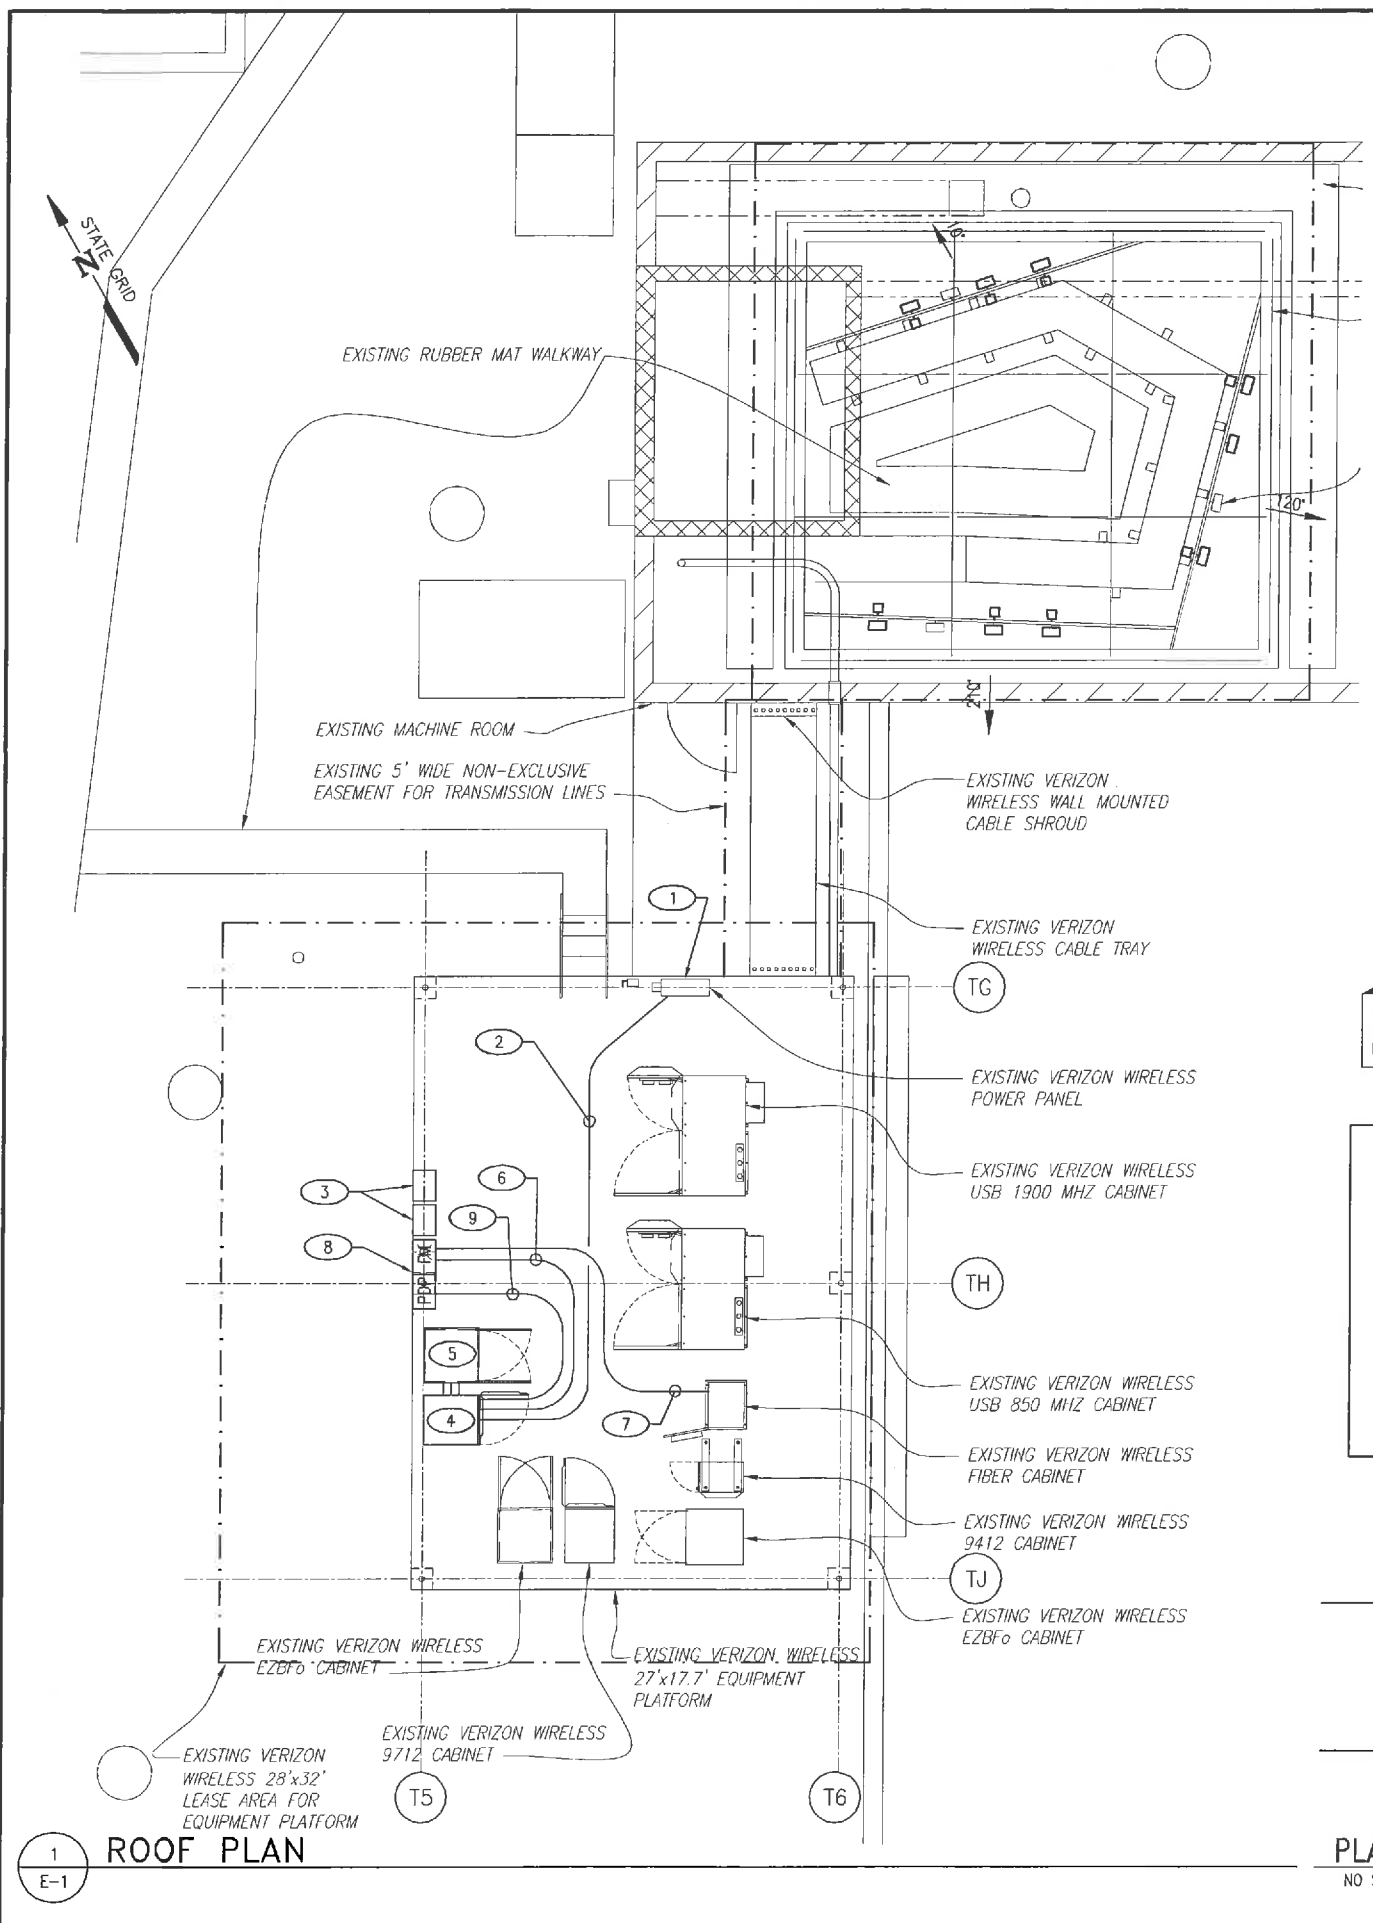 STATE GRID
N
10°
EXISTING RUBBER MAT WALKWAY
120°
210°
EXISTING MACHINE ROOM
EXISTING 5' WIDE NON-EXCLUSIVE
EASEMENT FOR TRANSMISSION LINES
EXISTING VERIZON
WIRELESS WALL MOUNTED
CABLE SHROUD
1
EXISTING VERIZON
WIRELESS CABLE TRAY
TG
2
EXISTING VERIZON WIRELESS
POWER PANEL
6
3
9
8
PDP
EXISTING VERIZON WIRELESS
USB 1900 MHZ CABINET
TH
5
4
7
EXISTING VERIZON WIRELESS
USB 850 MHZ CABINET
EXISTING VERIZON WIRELESS
FIBER CABINET
EXISTING VERIZON WIRELESS
9412 CABINET
TJ
EXISTING VERIZON WIRELESS
EZBFo CABINET
EXISTING VERIZON WIRELESS
EZBFo CABINET
EXISTING VERIZON WIRELESS
27'x17.7' EQUIPMENT
PLATFORM
EXISTING VERIZON WIRELESS
9712 CABINET
EXISTING VERIZON
WIRELESS 28'x32'
LEASE AREA FOR
EQUIPMENT PLATFORM
T5
T6
1
E-1
ROOF PLAN
PLA
NO